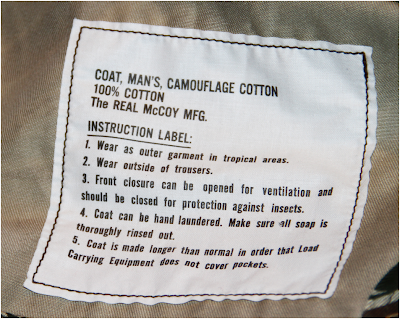 COAT, MAN'S, CAMOUFLAGE COTTON
100% COTTON
The REAL McCOY MFG.
INSTRUCTION LABEL:
1. Wear as outer garment in tropical areas.
2. Wear outside of trousers.
3. Front closure can be opened for ventilation and
should be closed for protection against insects.
4. Coat can be hand laundered. Make sure all soap is
thoroughly rinsed out.
5. Coat is made longer than normal in order that Load
Carrying Equipment does not cover pockets.